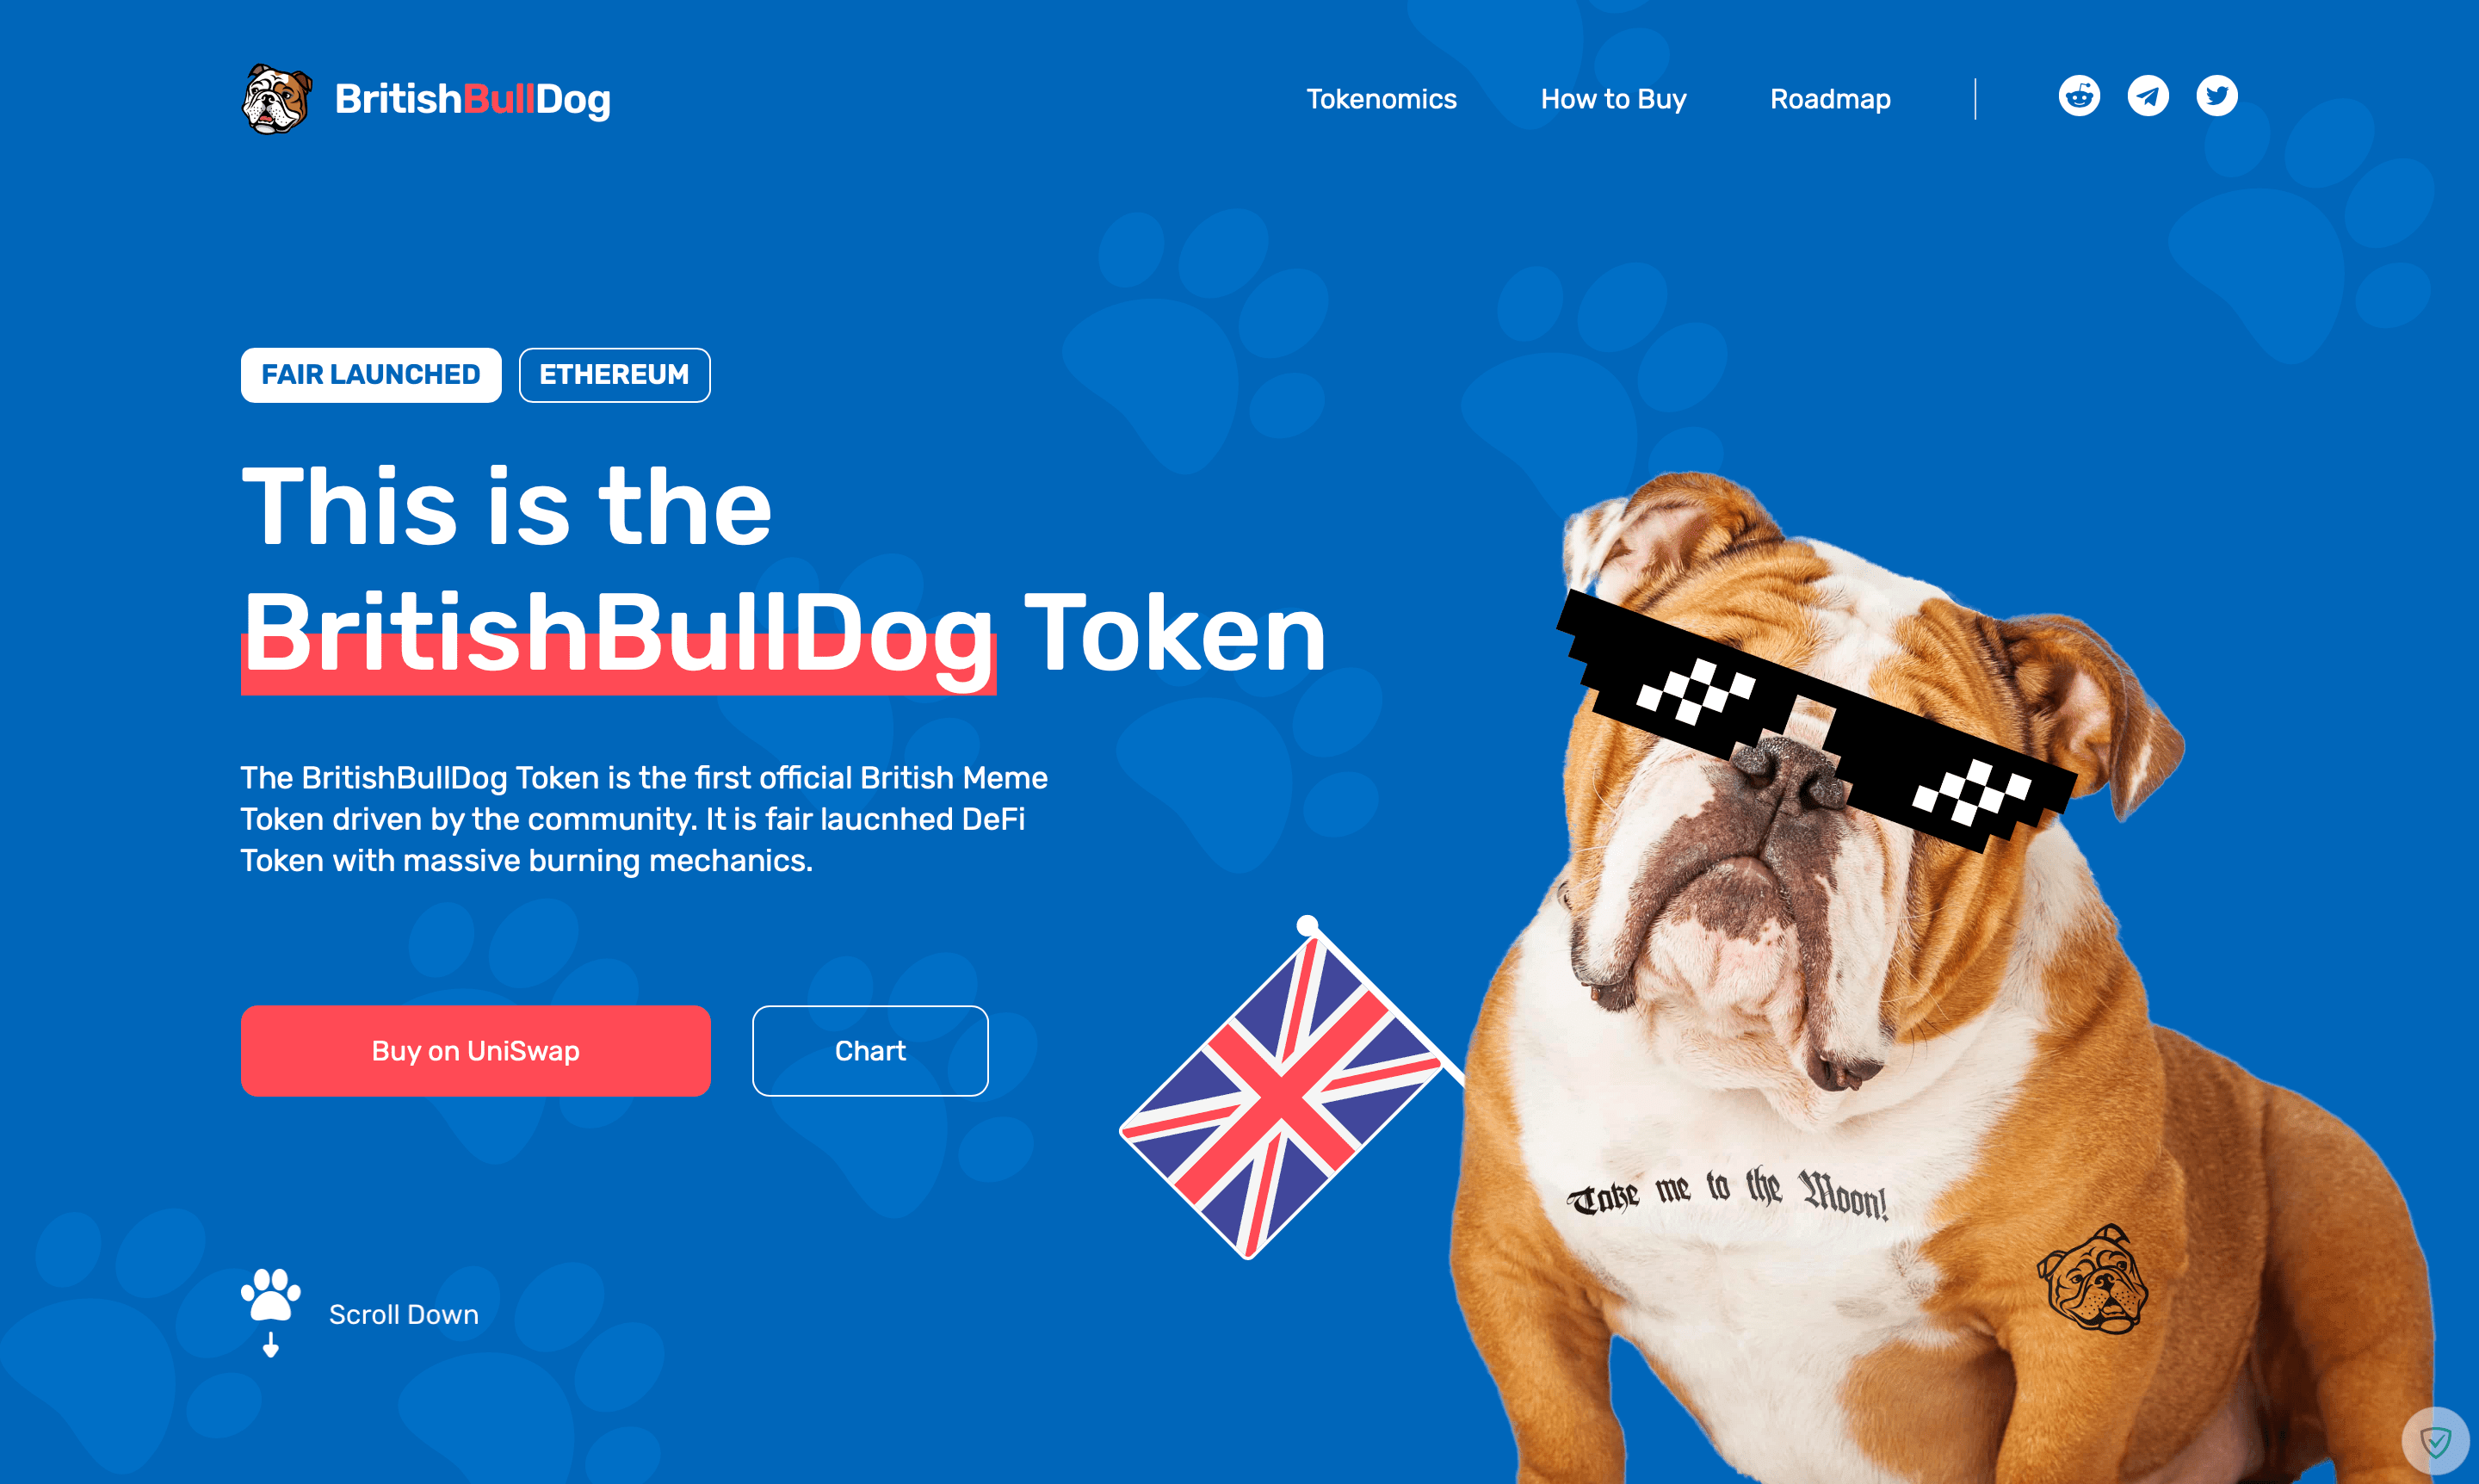 BritishBullDog
Tokenomics
How to Buy
Roadmap
FAIR LAUNCHED
ETHEREUM
This is the
BritishBullDog Token
The BritishBullDog Token is the first official British Meme
Token driven by the community. It is fair laucnhed DeFi
Token with massive burning mechanics.
Buy on UniSwap
Chart
Take me to the Moon!
Scroll Down